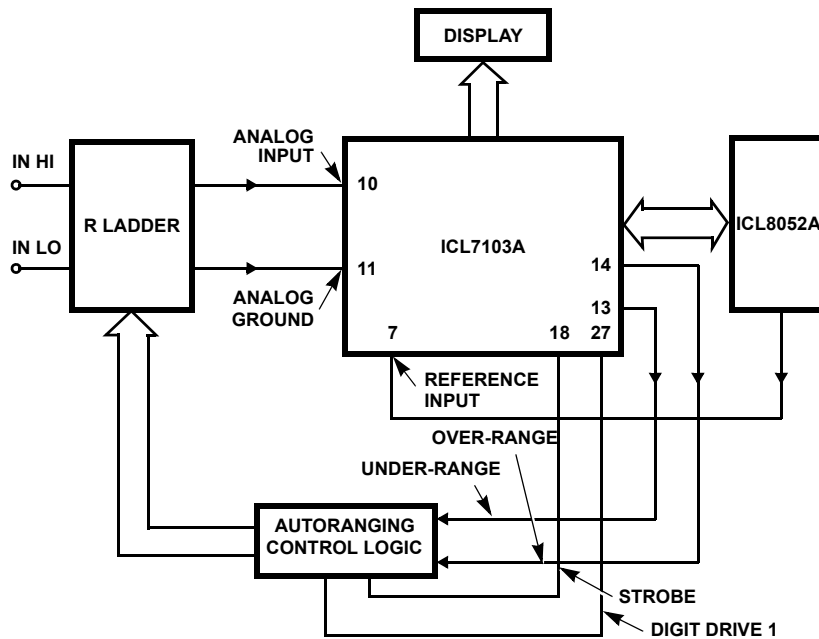 DISPLAY
ANALOG
INPUT
IN HI
10
R LADDER
ICL7103A
ICL8052A
IN LO
11
14
ANALOG
GROUND
13
7
18
27
REFERENCE
INPUT
OVER-RANGE
UNDER-RANGE
AUTORANGING
CONTROL LOGIC
STROBE
DIGIT DRIVE 1